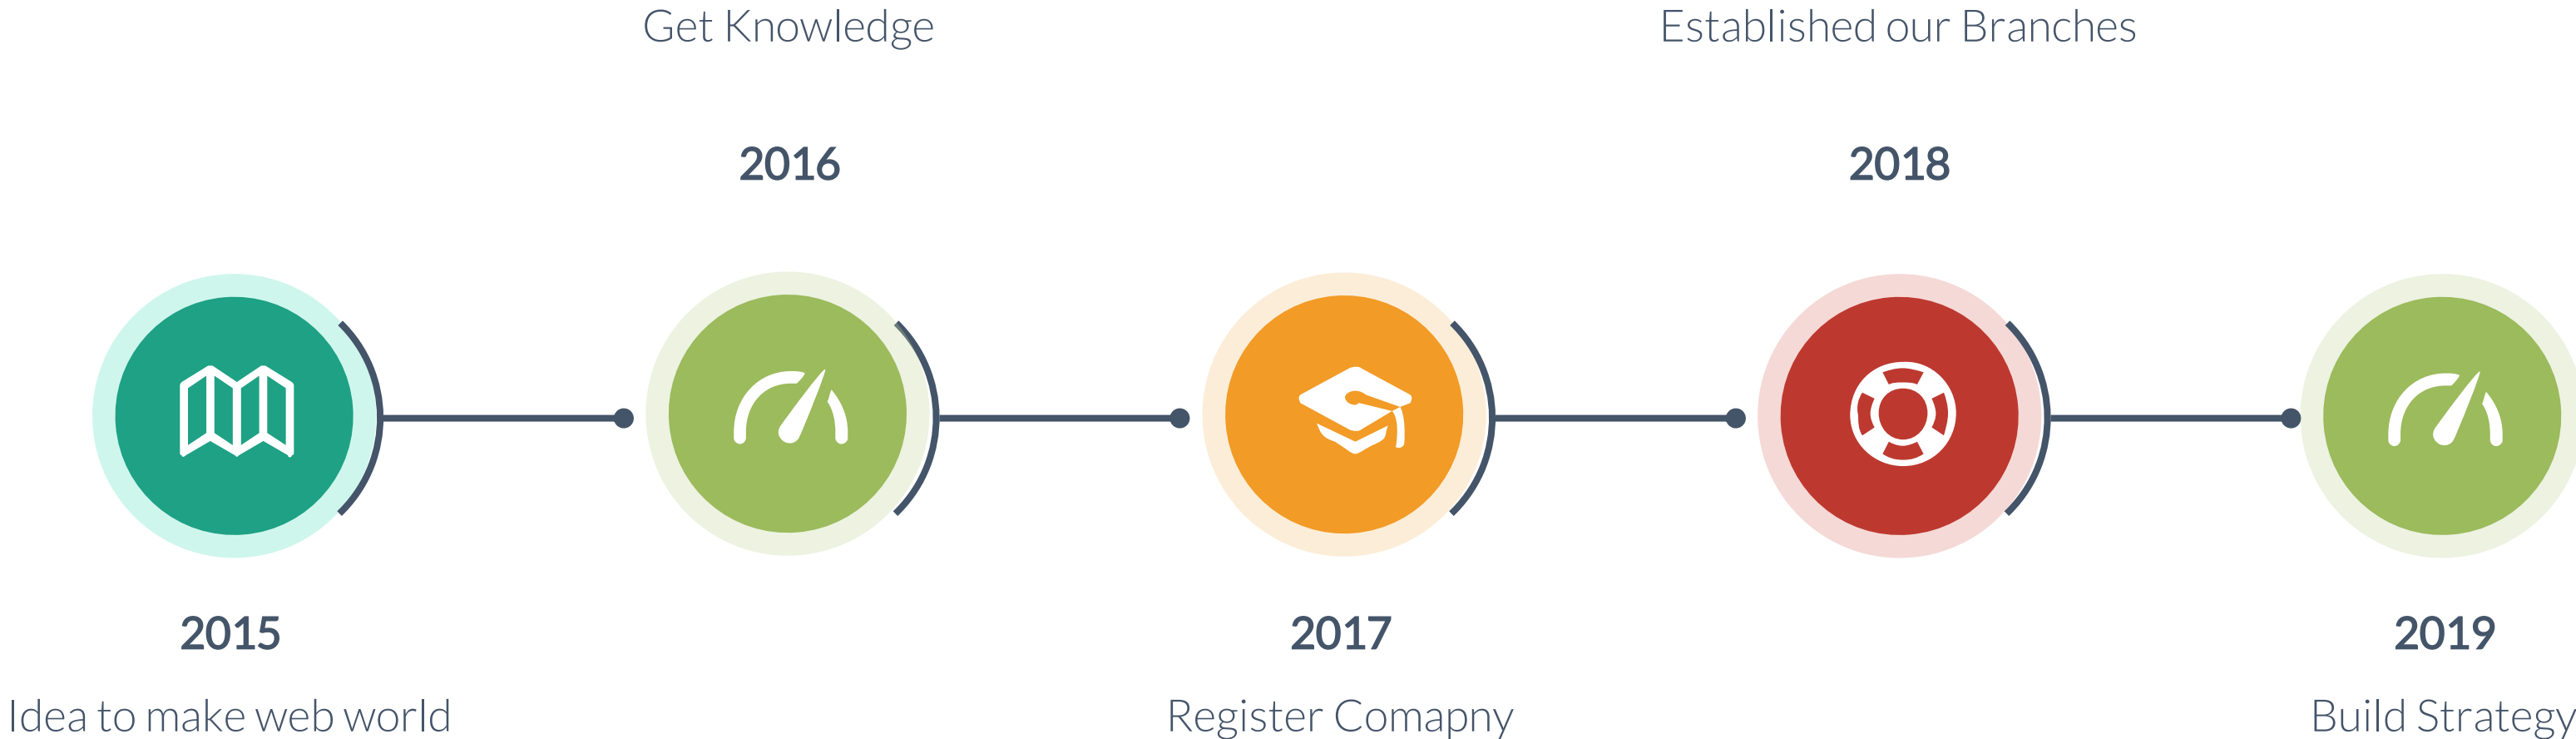 Get Knowledge
Established our Branches
2016
2018
2015
2017
2019
Idea to make web world
Register Comapny
Build Strategy